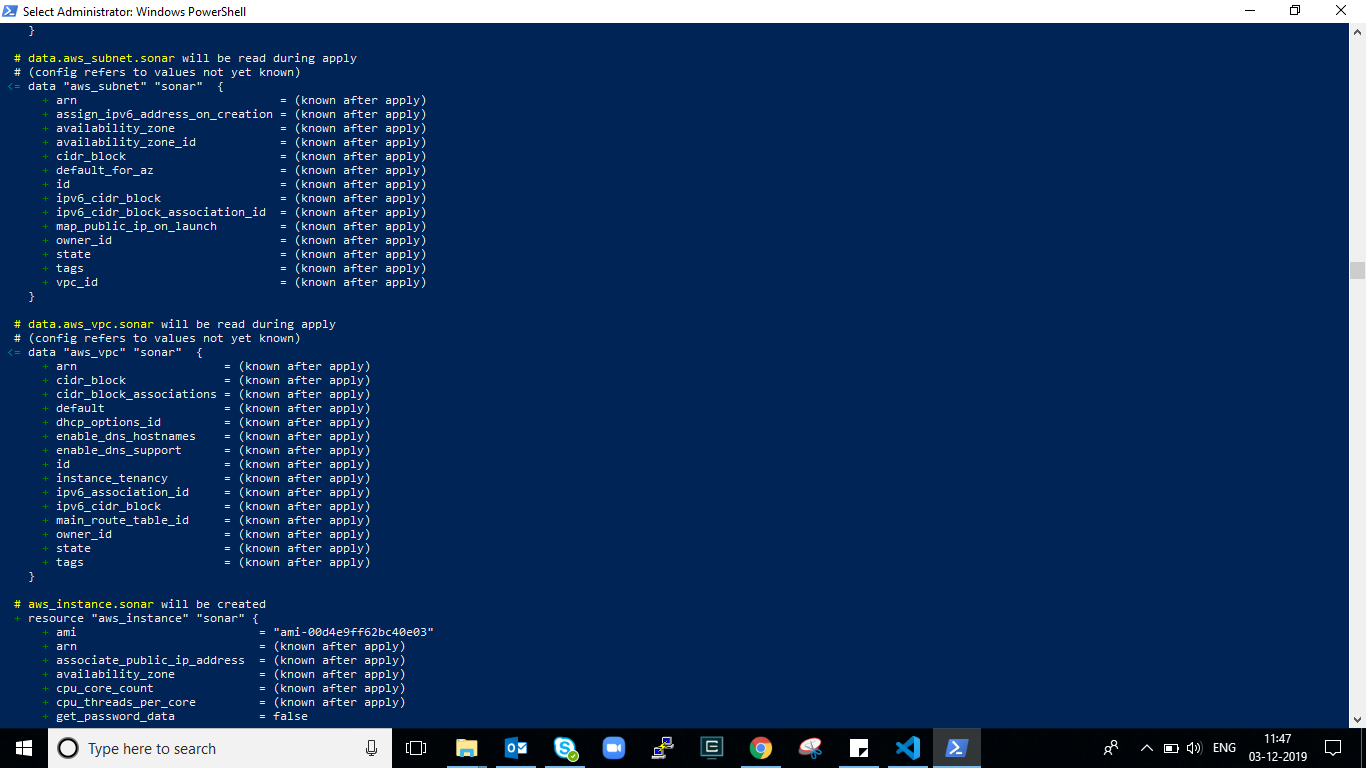 Select Administrator: Windows PowerShell
}
# data.aws_subnet.sonar will be read during apply
# (config refers to values not yet known)
<= data "aws_subnet" "sonar"  {
+ arn                             = (known after apply)
+ assign_ipv6_address_on_creation = (known after apply)
+ availability_zone               = (known after apply)
+ availability_zone_id            = (known after apply)
+ cidr_block                      = (known after apply)
+ default_for_az                  = (known after apply)
+ id                              = (known after apply)
+ ipv6_cidr_block                 = (known after apply)
+ ipv6_cidr_block_association_id  = (known after apply)
+ map_public_ip_on_launch         = (known after apply)
+ owner_id                        = (known after apply)
+ state                           = (known after apply)
+ tags                            = (known after apply)
+ vpc_id                          = (known after apply)
}
# data.aws_vpc.sonar will be read during apply
# (config refers to values not yet known)
<= data "aws_vpc" "sonar"  {
+ arn                     = (known after apply)
+ cidr_block              = (known after apply)
+ cidr_block_associations = (known after apply)
+ default                 = (known after apply)
+ dhcp_options_id         = (known after apply)
+ enable_dns_hostnames    = (known after apply)
+ enable_dns_support      = (known after apply)
+ id                      = (known after apply)
+ instance_tenancy        = (known after apply)
+ ipv6_association_id     = (known after apply)
+ ipv6_cidr_block         = (known after apply)
+ main_route_table_id     = (known after apply)
+ owner_id                = (known after apply)
+ state                   = (known after apply)
+ tags                    = (known after apply)
}
# aws_instance.sonar will be created
+ resource "aws_instance" "sonar" {
+ ami                          = "ami-00d4e9ff62bc40e03"
+ arn                          = (known after apply)
+ associate_public_ip_address  = (known after apply)
+ availability_zone            = (known after apply)
+ cpu_core_count               = (known after apply)
+ cpu_threads_per_core         = (known after apply)
+ get_password_data            = false
Type here to search
ENG
11:47
03-12-2019